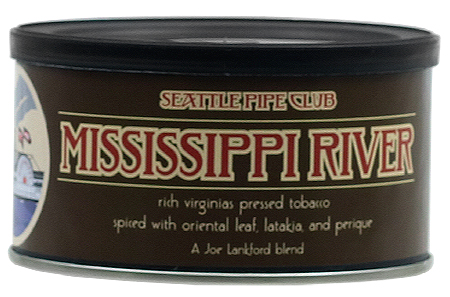 SEATTLE PIPE CLUB
MISSISSIPPI RIVER
rich virginias pressed tobacco
spiced with oriental leaf, latakia, and perique
A Joe Lankford blend